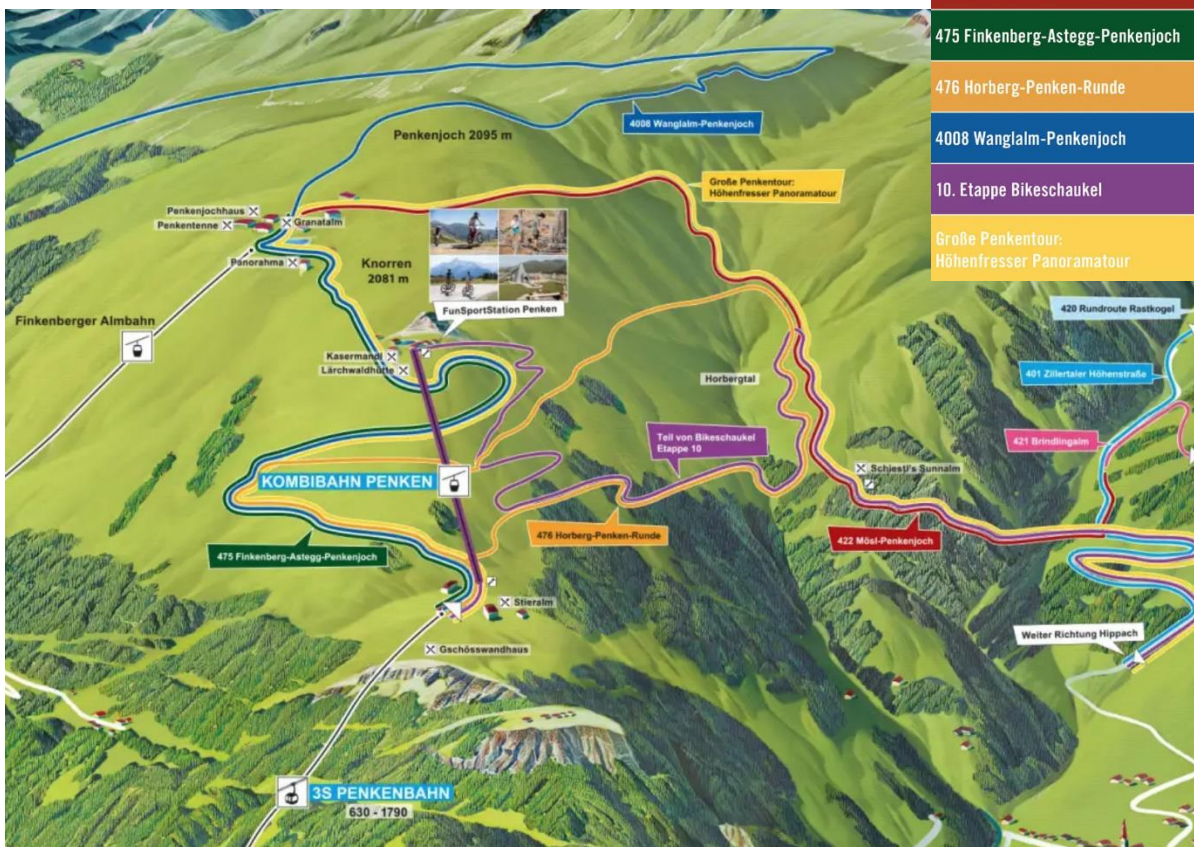 475 Finkenberg-Astegg-Penkenjoch
476 Horberg-Penken-Runde
4008 Wanglalm-Penkenjoch
10. Etappe Bikeschaukel
Große Penkentour:
Höhenfresser Panoramatour
4008 Wanglalm-Penkenjoch
Penkenjoch 2095 m
Große Penkentour:
Höhenfresser Panoramatour
Penkenjochhaus
Penkentenne
Granatalm
Panorahma
Knorren
2081 m
FunSportStation Penken
Finkenberger Almbahn
Kasermandl
Lärchwaldhütte
Horbergtal
420 Rundroute Rastkogel
401 Zillertaler Höhenstraße
421 Brindlingalm
Teil von Bikeschaukel
Etappe 10
KOMBIBAHN PENKEN
Schiestl's Sunnalm
476 Horberg-Penken-Runde
422 Mösl-Penkenjoch
475 Finkenberg-Astegg-Penkenjoch
Stieralm
Gschösswandhaus
Weiter Richtung Hippach
3S PENKENBAHN
630 - 1790